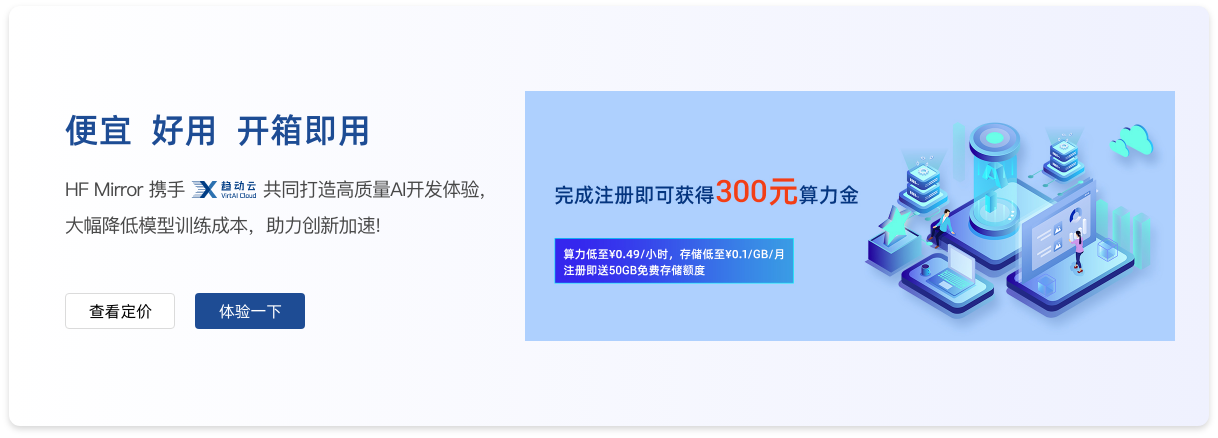 便宜 好用 开箱即用
HF Mirror 携手 趋动云 VirtAI Cloud 共同打造高质量AI开发体验,
大幅降低模型训练成本，助力创新加速!
查看定价
体验一下
完成注册即可获得300元算力金
算力低至¥0.49/小时，存储低至¥0.1/GB/月
注册即送50GB免费存储额度
AI